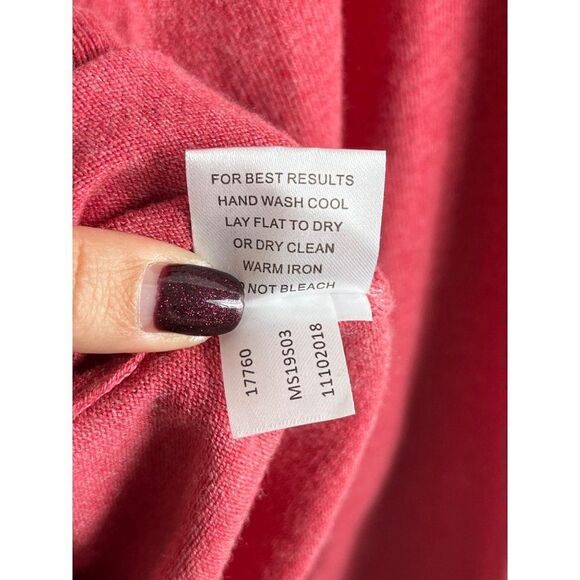 FOR BEST RESULTS
HAND WASH COOL
LAY FLAT TO DRY
OR DRY CLEAN
WARM IRON
NOT BLEACH
17760
MS19S03
11102018